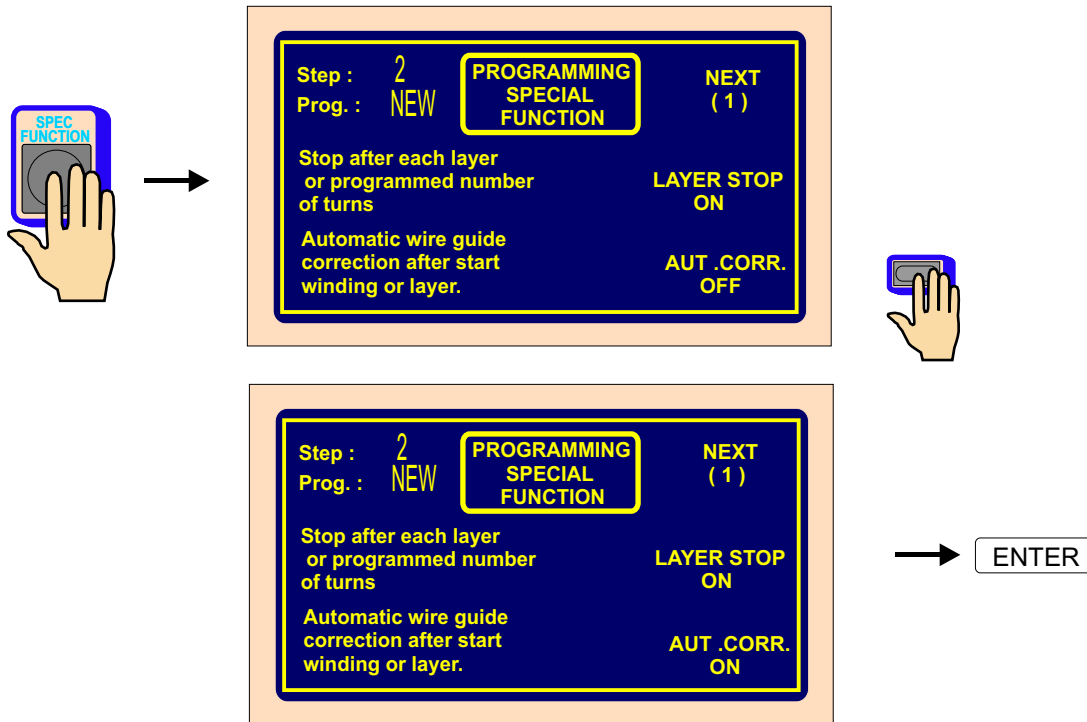 SPEC
FUNCTION
Step : 2
Prog. : NEW
PROGRAMMING
SPECIAL
FUNCTION
NEXT
( 1 )
Stop after each layer
or programmed number
of turns
LAYER STOP
ON
Automatic wire guide
correction after start
winding or layer.
AUT .CORR.
OFF
Step : 2
Prog. : NEW
PROGRAMMING
SPECIAL
FUNCTION
NEXT
( 1 )
Stop after each layer
or programmed number
of turns
LAYER STOP
ON
Automatic wire guide
correction after start
winding or layer.
AUT .CORR.
ON
ENTER